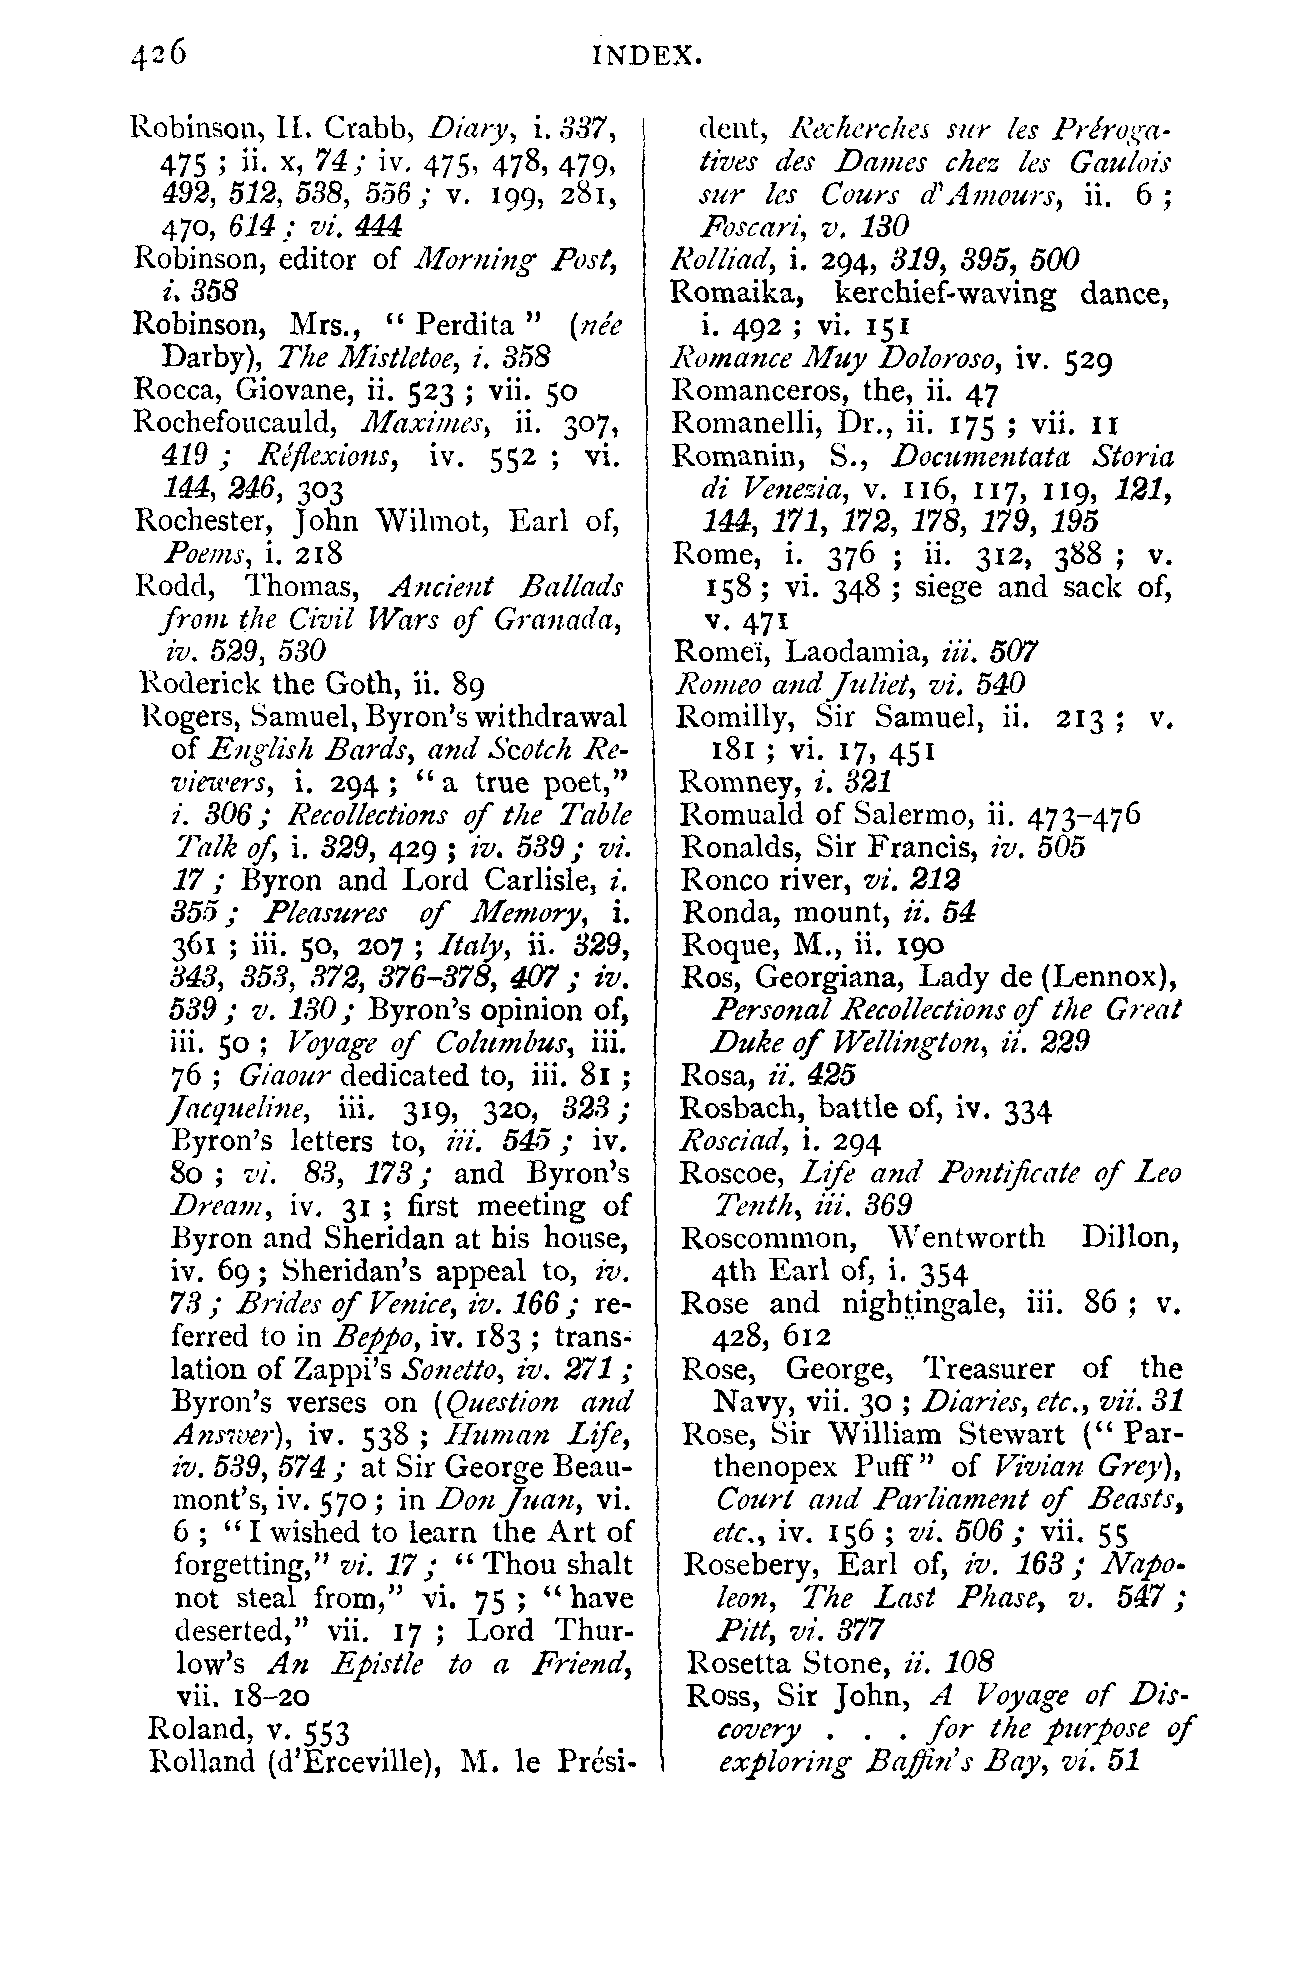 426 INDEX.
Robinson, H. Crabb, Diary, i. 337,
475 ; ii. x, 74; iv. 475, 478, 479,
492, 512, 538, 556 ; v. 199, 281,
470, 614 ; vi. 444
Robinson, editor of Morning Post,
i. 358
Robinson, Mrs., “ Perdita ” (née
Darby), The Mistletoe, i. 358
Rocca, Giovane, ii. 523 ; vii. 50
Rochefoucauld, Maximes, ii. 307,
419 ; Réflexions, iv. 552 ; vi.
144, 246, 303
Rochester, John Wilmot, Earl of,
Poems, i. 218
Rodd, Thomas, Ancient Ballads
from the Civil Wars of Granada,
iv. 529, 530
Roderick the Goth, ii. 89
Rogers, Samuel, Byron’s withdrawal
of English Bards, and Scotch Re-
viewers, i. 294 ; “ a true poet,”
i. 306 ; Recollections of the Table
Talk of, i. 329, 429 ; iv. 539 ; vi.
17 ; Byron and Lord Carlisle, i.
355 ; Pleasures of Memory, i.
361 ; iii. 50, 207 ; Italy, ii. 329,
343, 353, 372, 376–378, 407 ; iv.
539 ; v. 130 ; Byron’s opinion of,
iii. 50 ; Voyage of Columbus, iii.
76 ; Giaour dedicated to, iii. 81 ;
Jacqueline, iii. 319, 320, 323 ;
Byron’s letters to, iii. 545 ; iv.
80 ; vi. 83, 173 ; and Byron’s
Dream, iv. 31 ; first meeting of
Byron and Sheridan at his house,
iv. 69 ; Sheridan’s appeal to, iv.
73 ; Brides of Venice, iv. 166 ; re-
ferred to in Beppo, iv. 183 ; trans-
lation of Zappi’s Sonetto, iv. 271 ;
Byron’s verses on (Question and
Answer), iv. 538 ; Human Life,
iv. 539, 574 ; at Sir George Beau-
mont’s, iv. 570 ; in Don Juan, vi.
6 ; “ I wished to learn the Art of
forgetting,” vi. 17 ; “ Thou shalt
not steal from,” vi. 75 ; “ have
deserted,” vii. 17 ; Lord Thur-
low’s An Epistle to a Friend,
vii. 18–20
Roland, v. 553
Rolland (d’Erceville), M. le Prési-
dent, Recherches sur les Préroga-
tives des Dames chez les Gaulois
sur les Cours d’Amours, ii. 6 ;
Foscari, v. 130
Rolliad, i. 294, 319, 395, 500
Romaika, kerchief-waving dance,
i. 492 ; vi. 151
Romance Muy Doloroso, iv. 529
Romanceros, the, ii. 47
Romanelli, Dr., ii. 175 ; vii. 11
Romanin, S., Documentata Storia
di Venezia, v. 116, 117, 119, 121,
144, 171, 172, 178, 179, 195
Rome, i. 376 ; ii. 312, 388 ; v.
158 ; vi. 348 ; siege and sack of,
v. 471
Romeï, Laodamia, iii. 507
Romeo and Juliet, vi. 540
Romilly, Sir Samuel, ii. 213 ; v.
181 ; vi. 17, 451
Romney, i. 321
Romuald of Salermo, ii. 473–476
Ronalds, Sir Francis, iv. 505
Ronco river, vi. 212
Ronda, mount, ii. 54
Roque, M., ii. 190
Ros, Georgiana, Lady de (Lennox),
Personal Recollections of the Great
Duke of Wellington, ii. 229
Rosa, ii. 425
Rosbach, battle of, iv. 334
Rosciad, i. 294
Roscoe, Life and Pontificate of Leo
Tenth, iii. 369
Roscommon, Wentworth Dillon,
4th Earl of, i. 354
Rose and nightingale, iii. 86 ; v.
428, 612
Rose, George, Treasurer of the
Navy, vii. 30 ; Diaries, etc., vii. 31
Rose, Sir William Stewart (“ Par-
thenopex Puff ” of Vivian Grey),
Court and Parliament of Beasts,
etc., iv. 156 ; vi. 506 ; vii. 55
Rosebery, Earl of, iv. 163 ; Napo-
leon, The Last Phase, v. 547 ;
Pitt, vi. 377
Rosetta Stone, ii. 108
Ross, Sir John, A Voyage of Dis-
covery . . . for the purpose of
exploring Baffin’s Bay, vi. 51